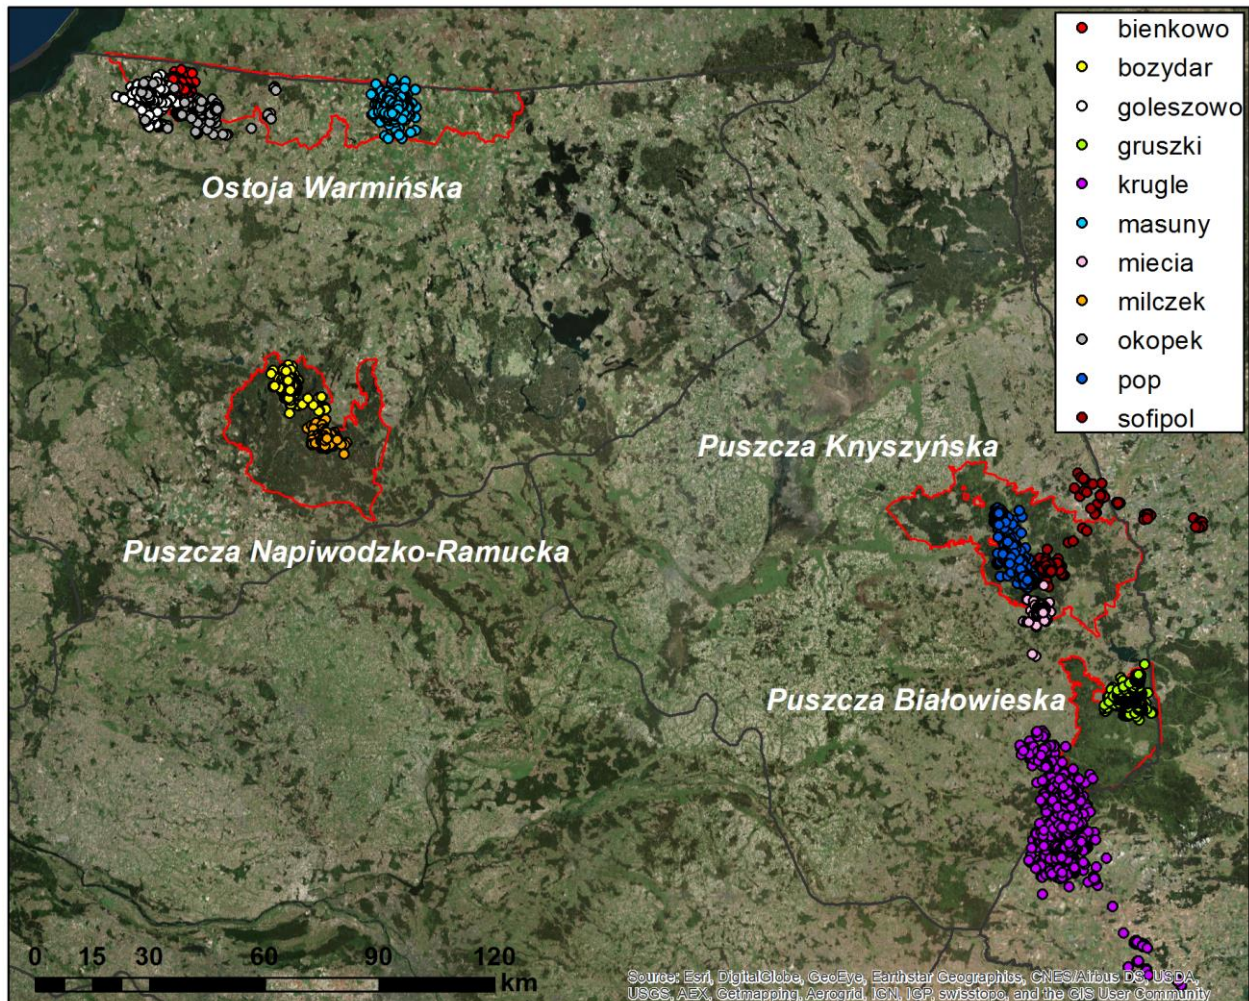 bienkowo
bozydar
goleszowo
gruszki
krugle
masuny
miecia
milczek
okopek
pop
sofipol
Ostoja Warmińska
Puszcza Knyszyńska
Puszcza Napiwodzko-Ramucka
Puszcza Białowieska
0 15 30 60 90 120
km
Source: Esri, DigitalGlobe, GeoEye, Earthstar Geographics, CNES/Airbus DS, USDA,
USGS, AEX, Getmapping, Aerogrid, IGN, IGP, swisstopo, and the GIS User Community